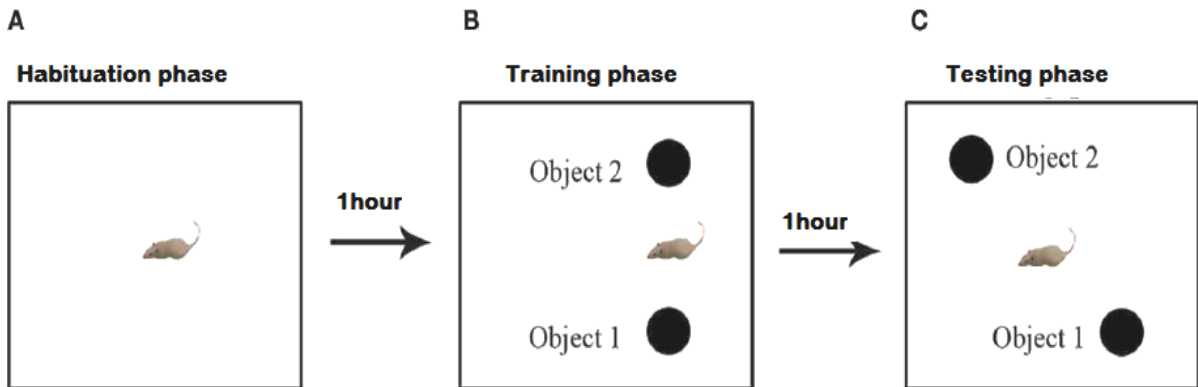 A
B
C
Habituation phase
Training phase
Testing phase
Object 2
Object 2
1hour
1hour
Object 1
Object 1